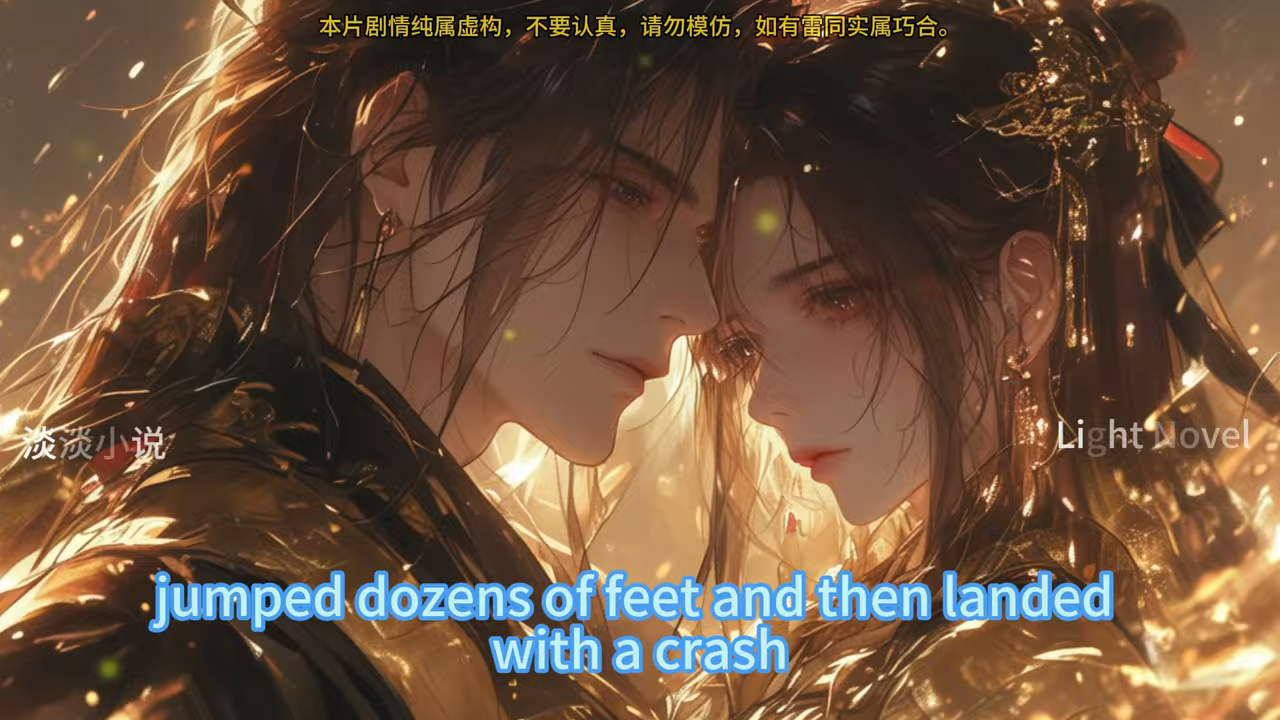 本片剧情纯属虚构，不要认真，请勿模仿，如有雷同实属巧合。
淡淡小说
Light Novel
jumped dozens of feet and then landed
with a crash